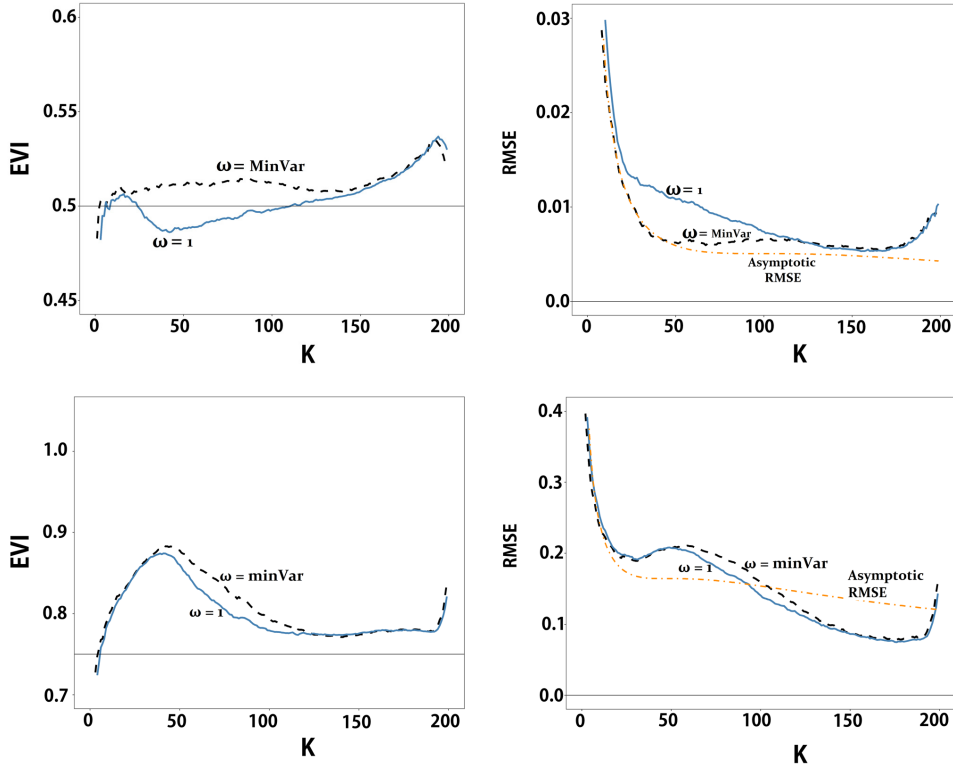 0.6
0.55
0.5
0.45
EVI
ω = MinVar
ω = 1
0 50 100 150 200
K
0.03
0.02
0.01
0.0
RMSE
ω = 1
ω = MinVar
Asymptotic
RMSE
0 50 100 150 200
K
1.0
0.9
0.8
0.7
EVI
ω = minVar
ω = 1
0 50 100 150 200
K
0.4
0.3
0.2
0.1
0.0
RMSE
ω = minVar
ω = 1
Asymptotic
RMSE
0 50 100 150 200
K